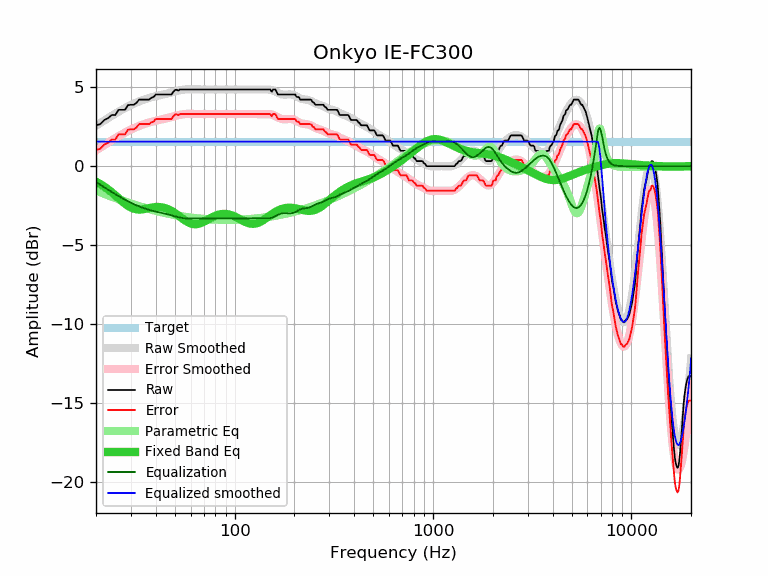 Onkyo IE-FC300
Amplitude (dBr)
5
0
−5
−10
−15
−20
Target
Raw Smoothed
Error Smoothed
Raw
Error
Parametric Eq
Fixed Band Eq
Equalization
Equalized smoothed
100
1000
10000
Frequency (Hz)